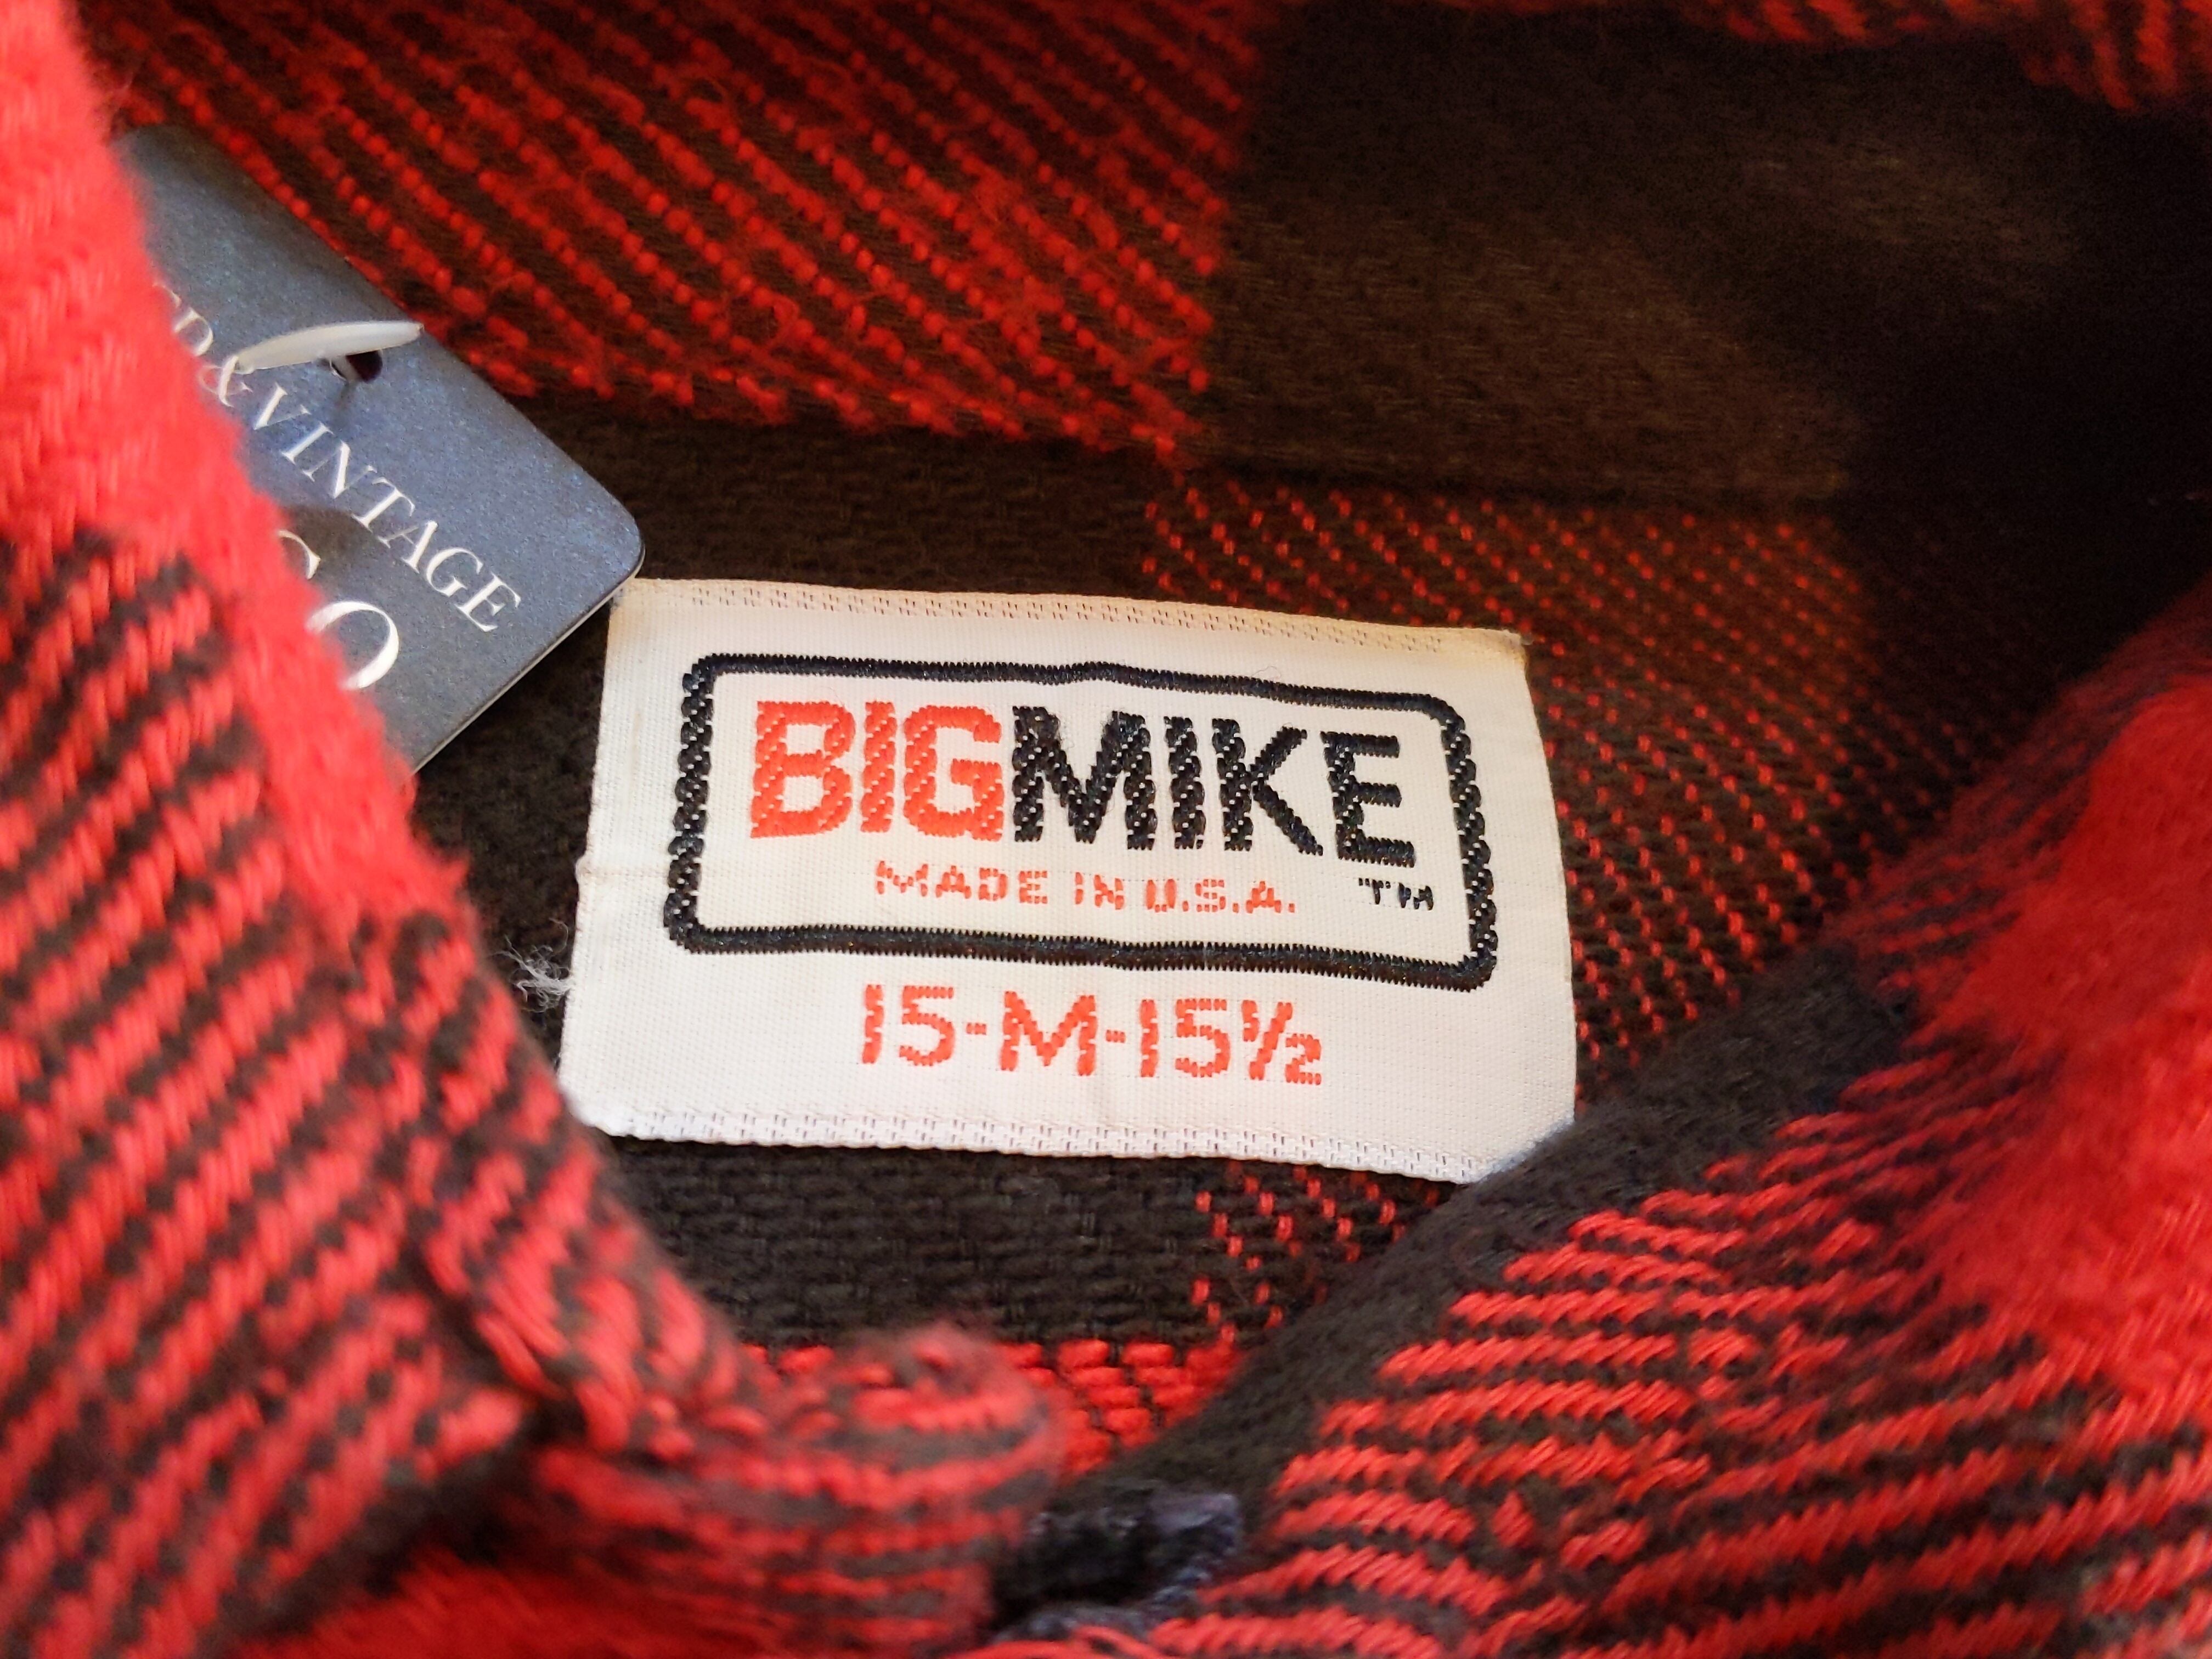 & VINTAGE
BIGMIKE
MADE IN U.S.A. TM
15-M-15½